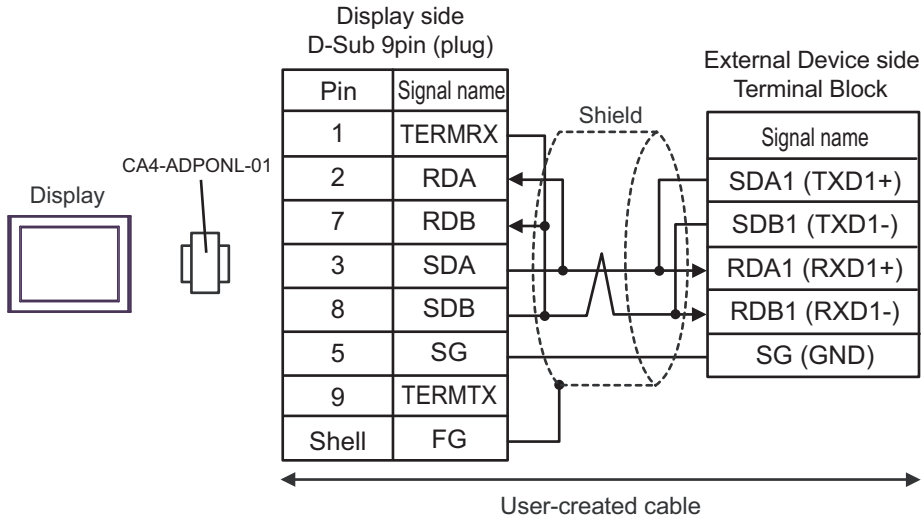 Display side
D-Sub 9pin (plug)
External Device side
Terminal Block
Pin Signal name
Shield
Signal name
1 TERMRX
CA4-ADPONL-01
2 RDA
SDA1 (TXD1+)
Display
7 RDB
SDB1 (TXD1-)
3 SDA
RDA1 (RXD1+)
8 SDB
RDB1 (RXD1-)
5 SG
SG (GND)
9 TERMTX
Shell FG
User-created cable